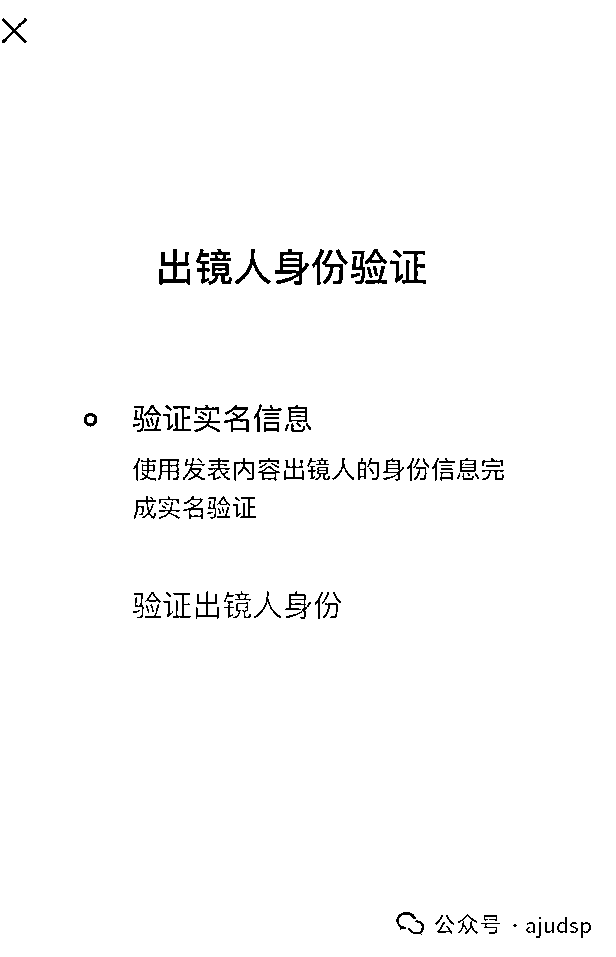 出镜人身份验证
验证实名信息
使用发表内容出镜人的身份信息完
成实名验证
验证出镜人身份
公众号 · ajudsp